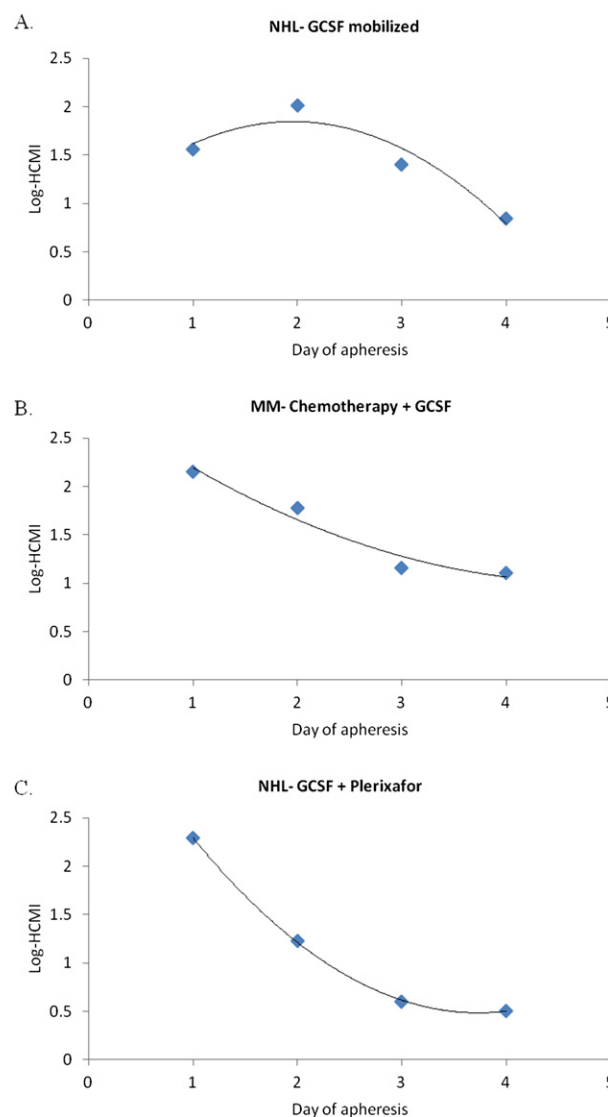 A.
NHL- GCSF mobilized
2.5
2
1.5
1
0.5
0
Log-HCMI
0 1 2 3 4 5
Day of apheresis
B.
MM- Chemotherapy + GCSF
2.5
2
1.5
1
0.5
0
Log-HCMI
0 1 2 3 4 5
Day of apheresis
C.
NHL- GCSF + Plerixafor
2.5
2
1.5
1
0.5
0
Log-HCMI
0 1 2 3 4 5
Day of apheresis